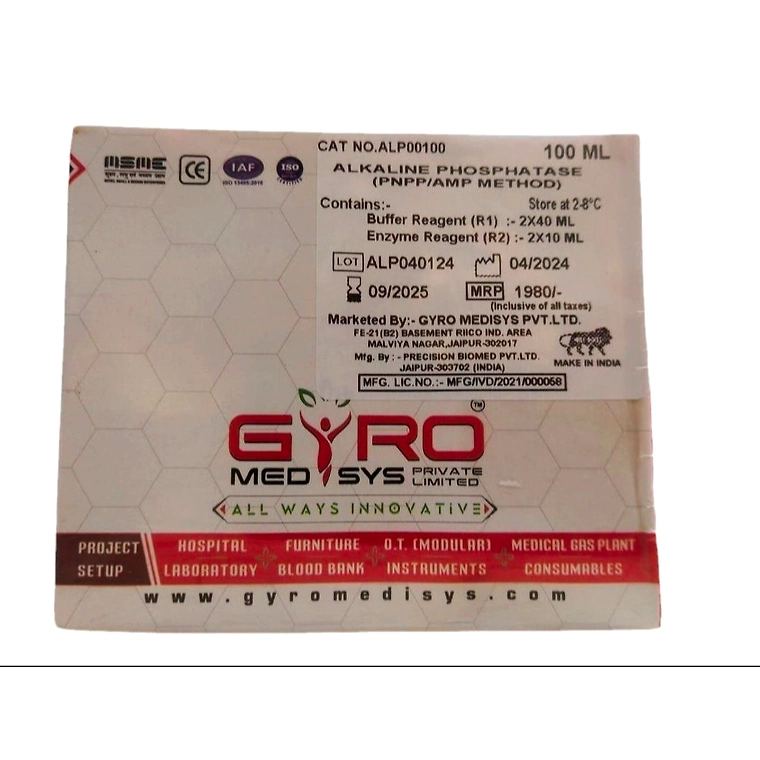 CAT NO.ALP00100
100 ML
ALKALINE PHOSPHATASE
(PNPP/AMP METHOD)
Contains:-
Store at 2-8°C
Buffer Reagent (R1) :- 2X40 ML
Enzyme Reagent (R2) :- 2X10 ML
LOT ALP040124
04/2024
09/2025
MRP 1980/-
(Inclusive of all taxes)
Marketed By:- GYRO MEDISYS PVT.LTD.
FE-21(B2) BASEMENT RIICO IND. AREA
MALVIYA NAGAR,JAIPUR-302017
Mfg. By : - PRECISION BIOMED PVT.LTD.
JAIPUR-303702 (INDIA)
MAKE IN INDIA
MFG. LIC.NO.:- MFG/IVD/2021/000058
MSME
CE
IAF
ISO 13485:2016
ISO
GYRO
TM
MEDISYS PRIVATE
LIMITED
ALL WAYS INNOVATIVE
PROJECT
SETUP
HOSPITAL FURNITURE O.T. (MODULAR) MEDICAL GAS PLANT
LABORATORY BLOOD BANK INSTRUMENTS CONSUMABLES
www.gyromedisys.com